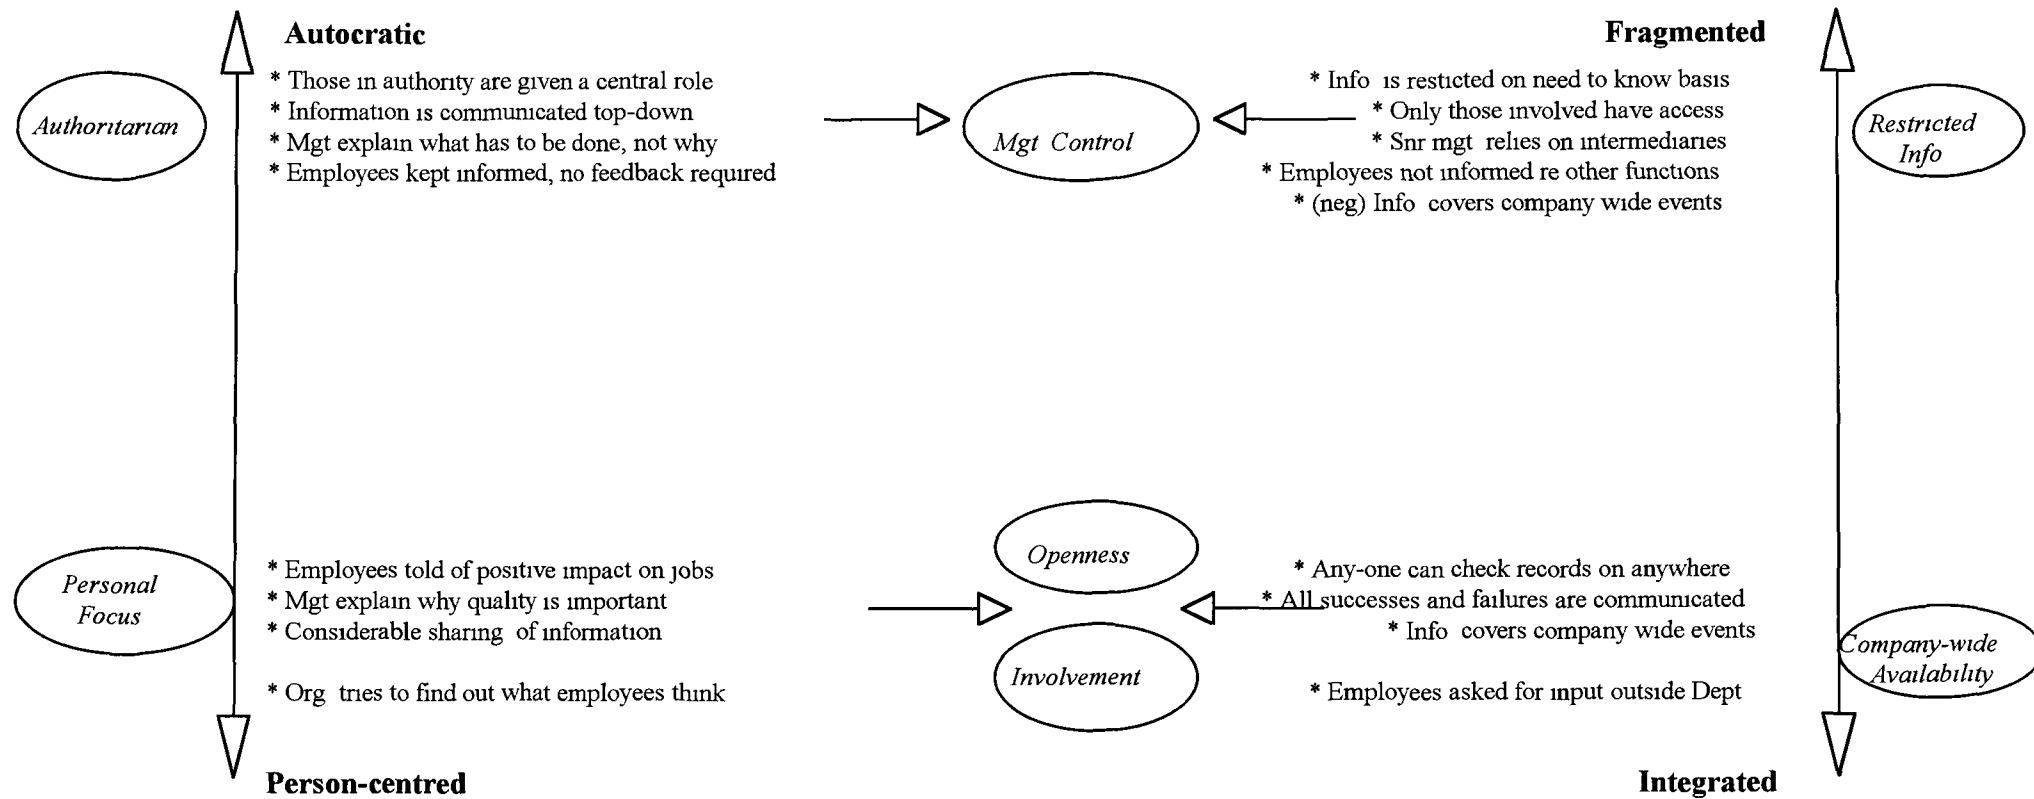 Autocratic
* Those in authority are given a central role
* Information is communicated top-down
* Mgt explain what has to be done, not why
* Employees kept informed, no feedback required
Authoritarian
Mgt Control
Fragmented
* Info is resticted on need to know basis
* Only those involved have access
* Snr mgt relies on intermediaries
* Employees not informed re other functions
* (neg) Info covers company wide events
Restricted
Info
Personal
Focus
* Employees told of positive impact on jobs
* Mgt explain why quality is important
* Considerable sharing of information
* Org tries to find out what employees think
Person-centred
Openness
Involvement
* Any-one can check records on anywhere
* All successes and failures are communicated
* Info covers company wide events
* Employees asked for input outside Dept
Company-wide
Availability
Integrated